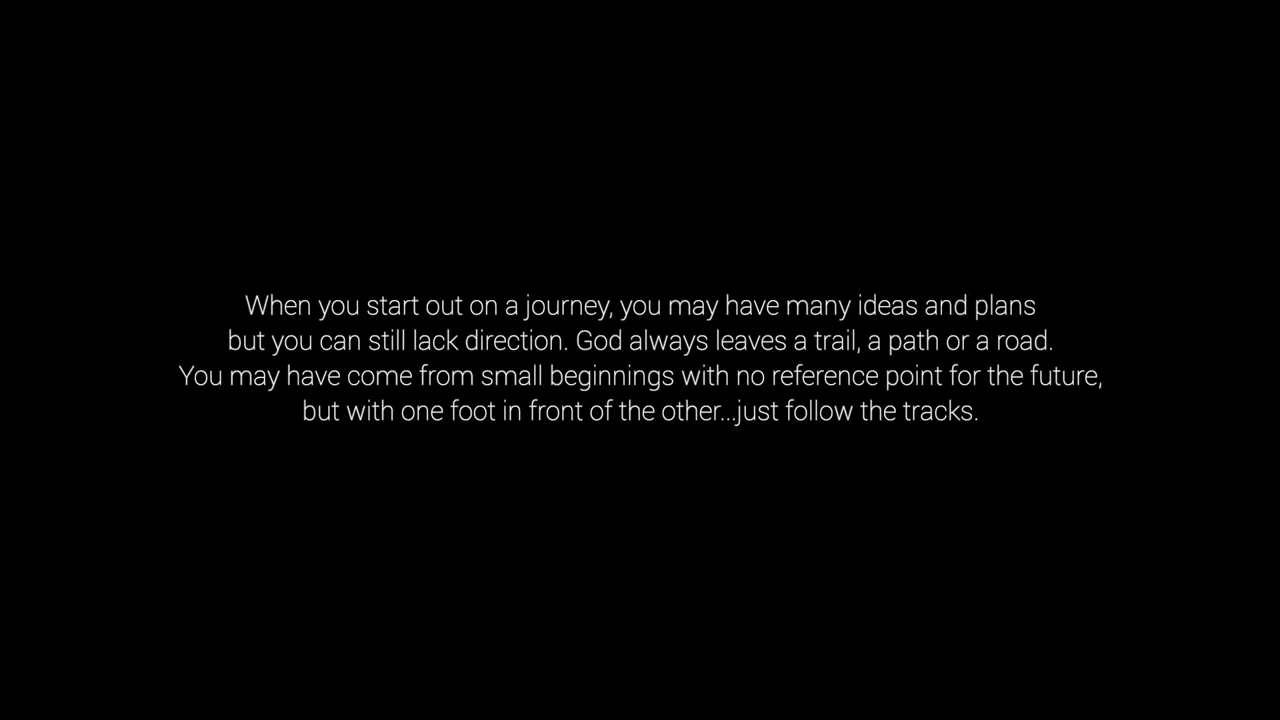 When you start out on a journey, you may have many ideas and plans
but you can still lack direction. God always leaves a trail, a path or a road.
You may have come from small beginnings with no reference point for the future,
but with one foot in front of the other...just follow the tracks.